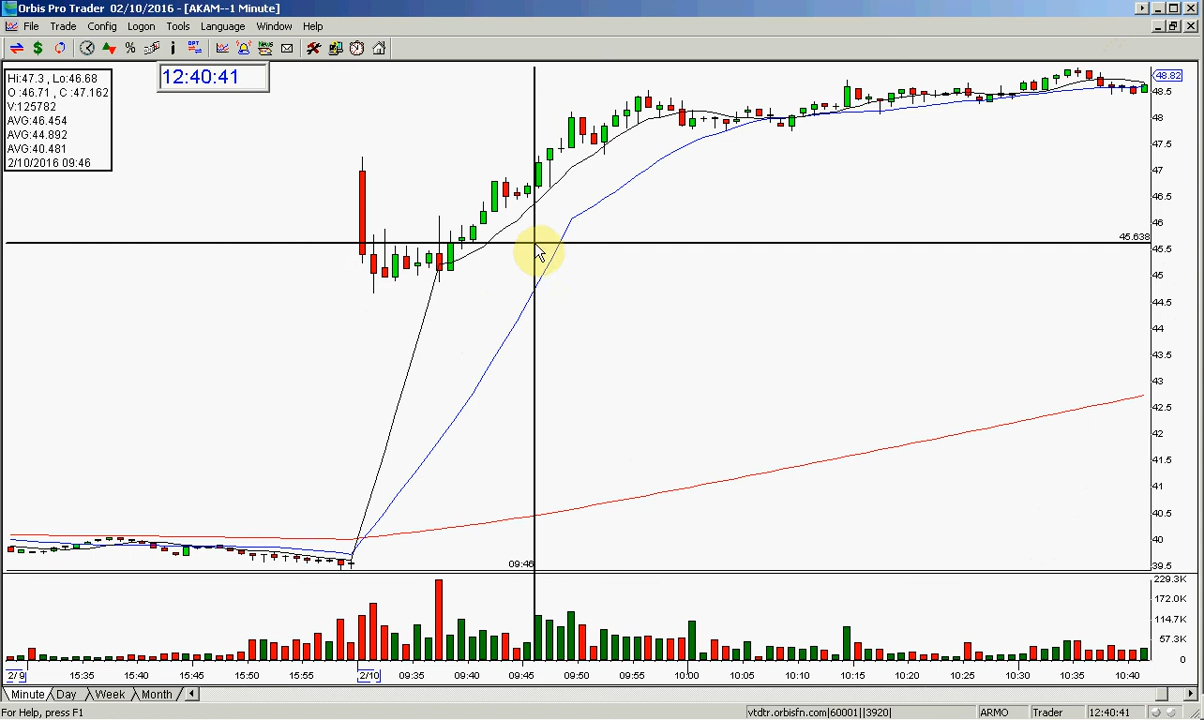 Orbis Pro Trader 02/10/2016 - [AKAM--1 Minute]
File Trade Config Logon Tools Language Window Help
Hi:47.3 , Lo:46.68
O :46.71 , C :47.162
V:125782
AVG:46.454
AVG:44.892
AVG:40.481
2/10/2016 09:46
12:40:41
48.82
48.5
48
47.5
47
46.5
46
45.638
45.5
45
44.5
44
43.5
43
42.5
42
41.5
41
40.5
40
39.5
09:46
229.3K
172.0K
114.7K
57.3K
2/9 15:35 15:40 15:45 15:50 15:55 2/10 09:35 09:40 09:45 09:50 09:55 10:00 10:05 10:10 10:15 10:20 10:25 10:30 10:35 10:40
Minute Day Week Month
For Help, press F1 vtdtr.orbisfn.com|60001||3920| ARMO Trader 12:40:41